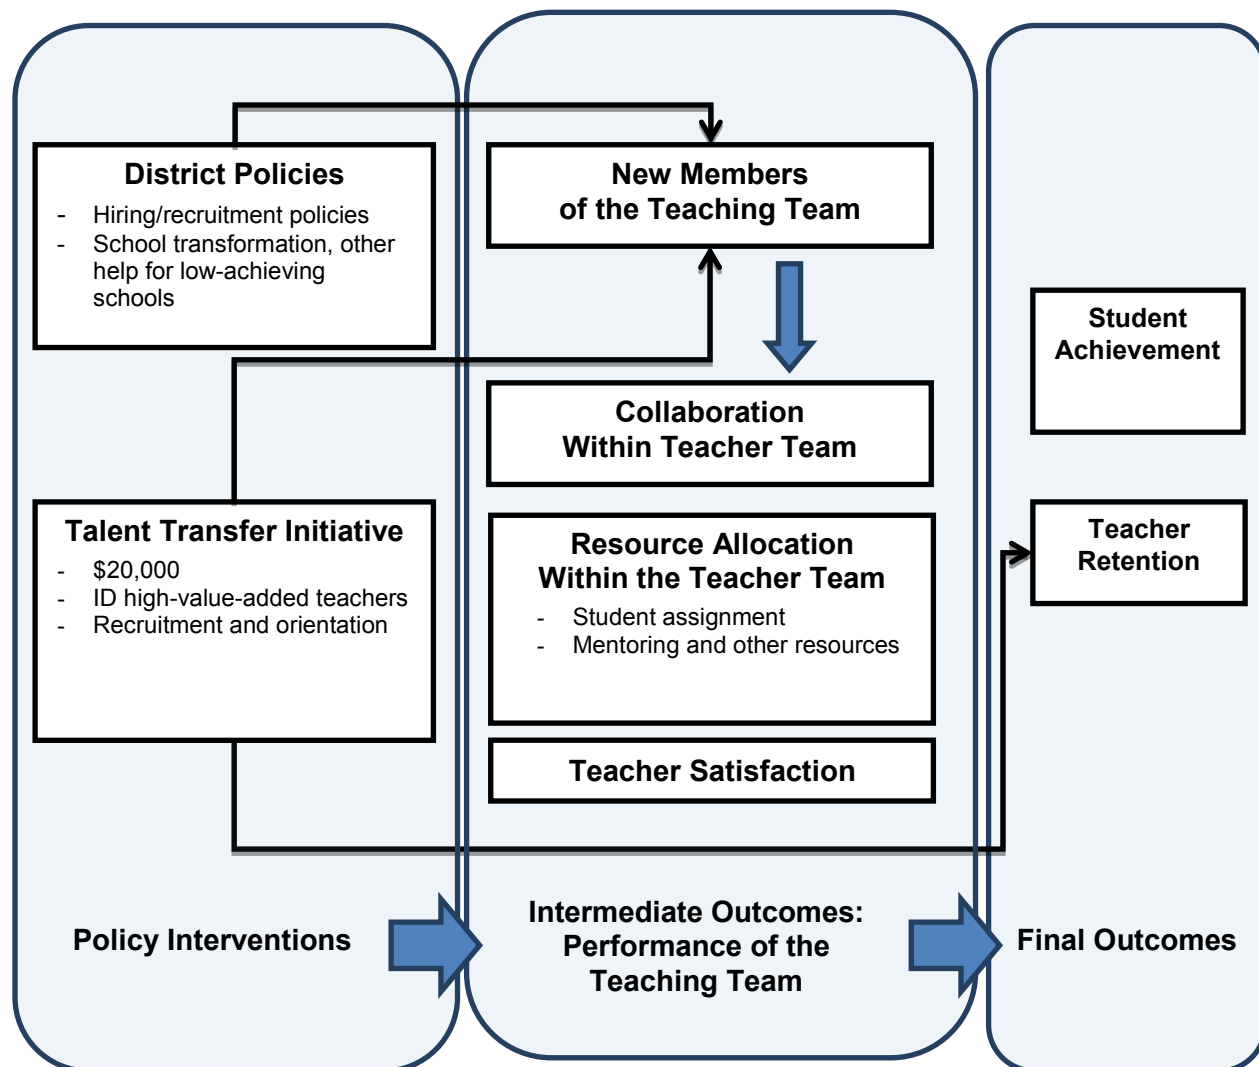 District Policies
- Hiring/recruitment policies
- School transformation, other
help for low-achieving
schools
Talent Transfer Initiative
- $20,000
- ID high-value-added teachers
- Recruitment and orientation
Policy Interventions
New Members
of the Teaching Team
Collaboration
Within Teacher Team
Resource Allocation
Within the Teacher Team
- Student assignment
- Mentoring and other resources
Teacher Satisfaction
Intermediate Outcomes:
Performance of the
Teaching Team
Student
Achievement
Teacher
Retention
Final Outcomes